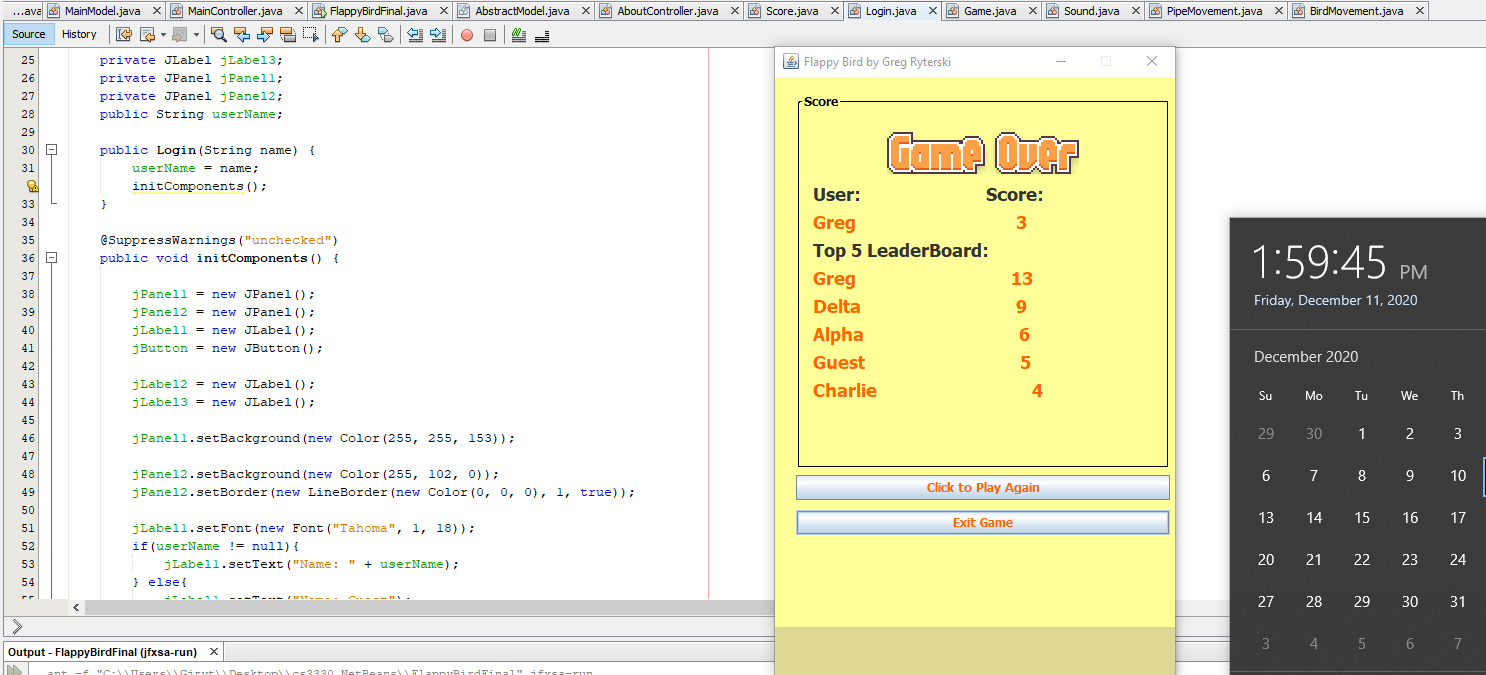 ...ava MainModel.java MainController.java FlappyBirdFinal.java AbstractModel.java AboutController.java Score.java Login.java Game.java Sound.java PipeMovement.java BirdMovement.java
Source History
25 private JLabel jLabel3;
26 private JPanel jPanel1;
27 private JPanel jPanel2;
28 public String userName;
29
30 public Login(String name) {
31 userName = name;
initComponents();
33 }
34
35 @SuppressWarnings("unchecked")
36 public void initComponents() {
37
38 jPanel1 = new JPanel();
39 jPanel2 = new JPanel();
40 jLabel1 = new JLabel();
41 jButton = new JButton();
42
43 jLabel2 = new JLabel();
44 jLabel3 = new JLabel();
45
46 jPanel1.setBackground(new Color(255, 255, 153));
47
48 jPanel2.setBackground(new Color(255, 102, 0));
49 jPanel2.setBorder(new LineBorder(new Color(0, 0, 0), 1, true));
50
51 jLabel1.setFont(new Font("Tahoma", 1, 18));
52 if(userName != null){
53 jLabel1.setText("Name: " + userName);
54 } else{
55 jLabel1.setText("Name: Guest");
Output - FlappyBirdFinal (jfxsa-run)
ant -f "C:\\Users\\Giryt\\Desktop\\cs3330 NetBeans\\FlappyBirdFinal" jfxsa-run
Flappy Bird by Greg Ryterski
Score
Game Over
User: Score:
Greg 3
Top 5 LeaderBoard:
Greg 13
Delta 9
Alpha 6
Guest 5
Charlie 4
Click to Play Again
Exit Game
1:59:45 PM
Friday, December 11, 2020
December 2020
Su Mo Tu We Th
29 30 1 2 3
6 7 8 9 10
13 14 15 16 17
20 21 22 23 24
27 28 29 30 31
3 4 5 6 7